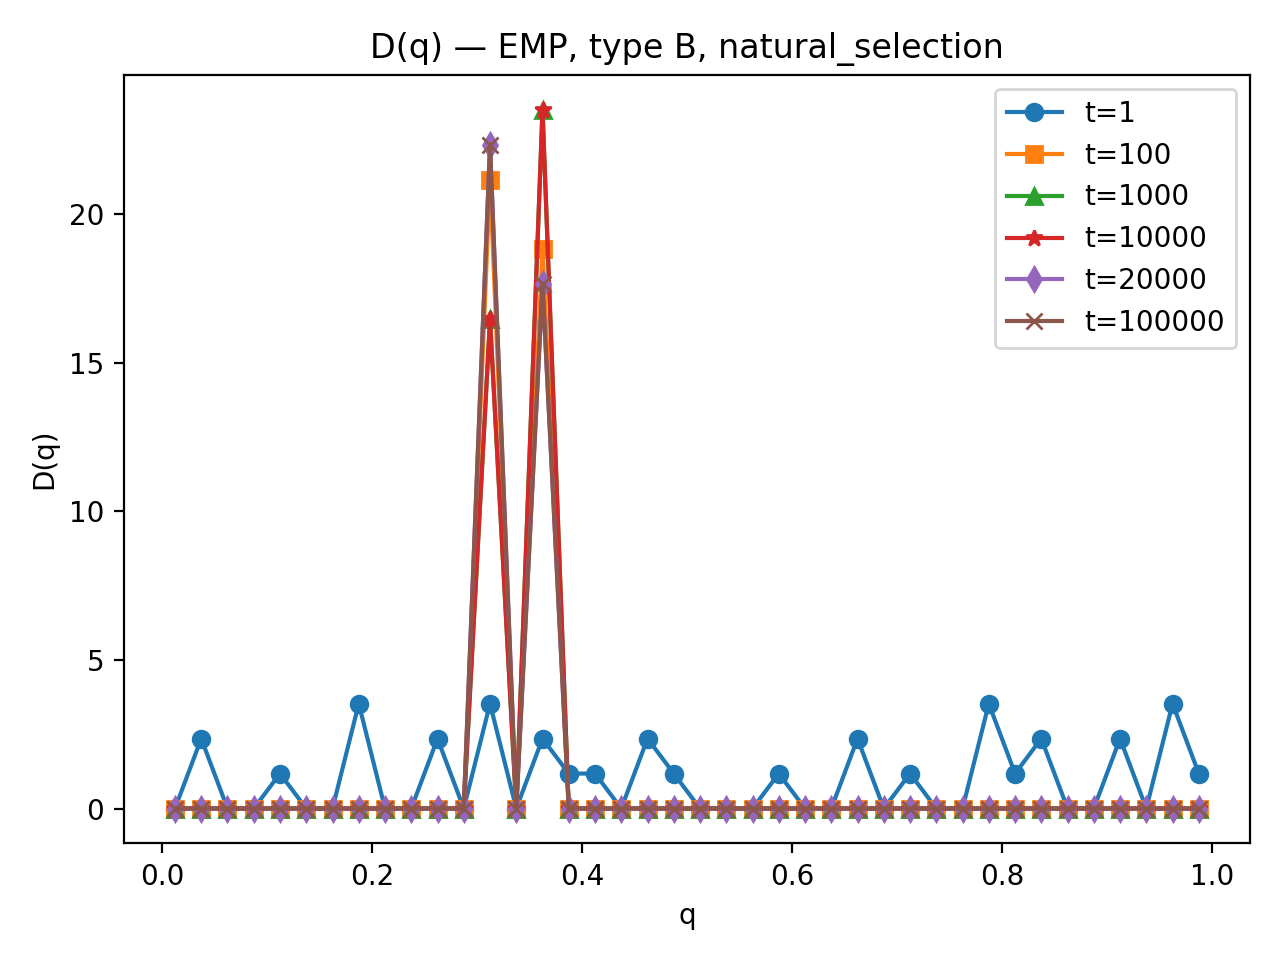 D(q) — EMP, type B, natural_selection
t=1
t=100
t=1000
t=10000
t=20000
t=100000
D(q)
20
15
10
5
0
0.0 0.2 0.4 0.6 0.8 1.0
q